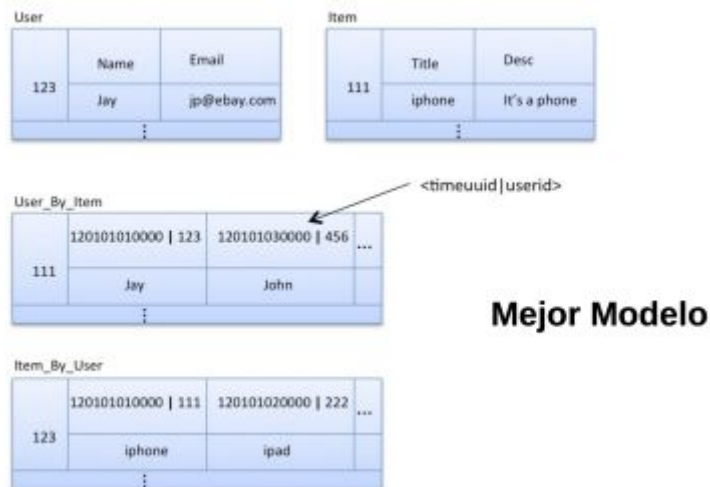 User
Name Email
123
Jay jp@ebay.com
Item
Title Desc
111
iphone It's a phone
<timeuuid|userid>
User_By_Item
120101010000 | 123 120101030000 | 456 ...
111
Jay John
Mejor Modelo
Item_By_User
120101010000 | 111 120101020000 | 222 ...
123
iphone ipad